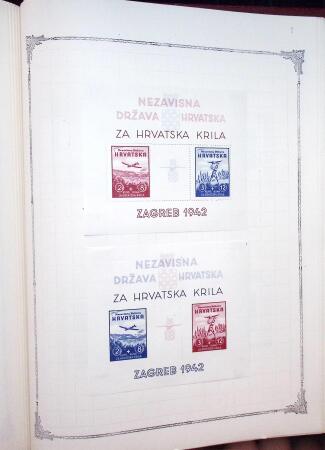 NEZAVISNA
DRŽAVA HRVATSKA
ZA HRVATSKA KRILA
HRVATSKA
HRVATSKA
ZAGREB 1942
NEZAVISNA
DRŽAVA HRVATSKA
ZA HRVATSKA KRILA
HRVATSKA
HRVATSKA
ZAGREB 1942